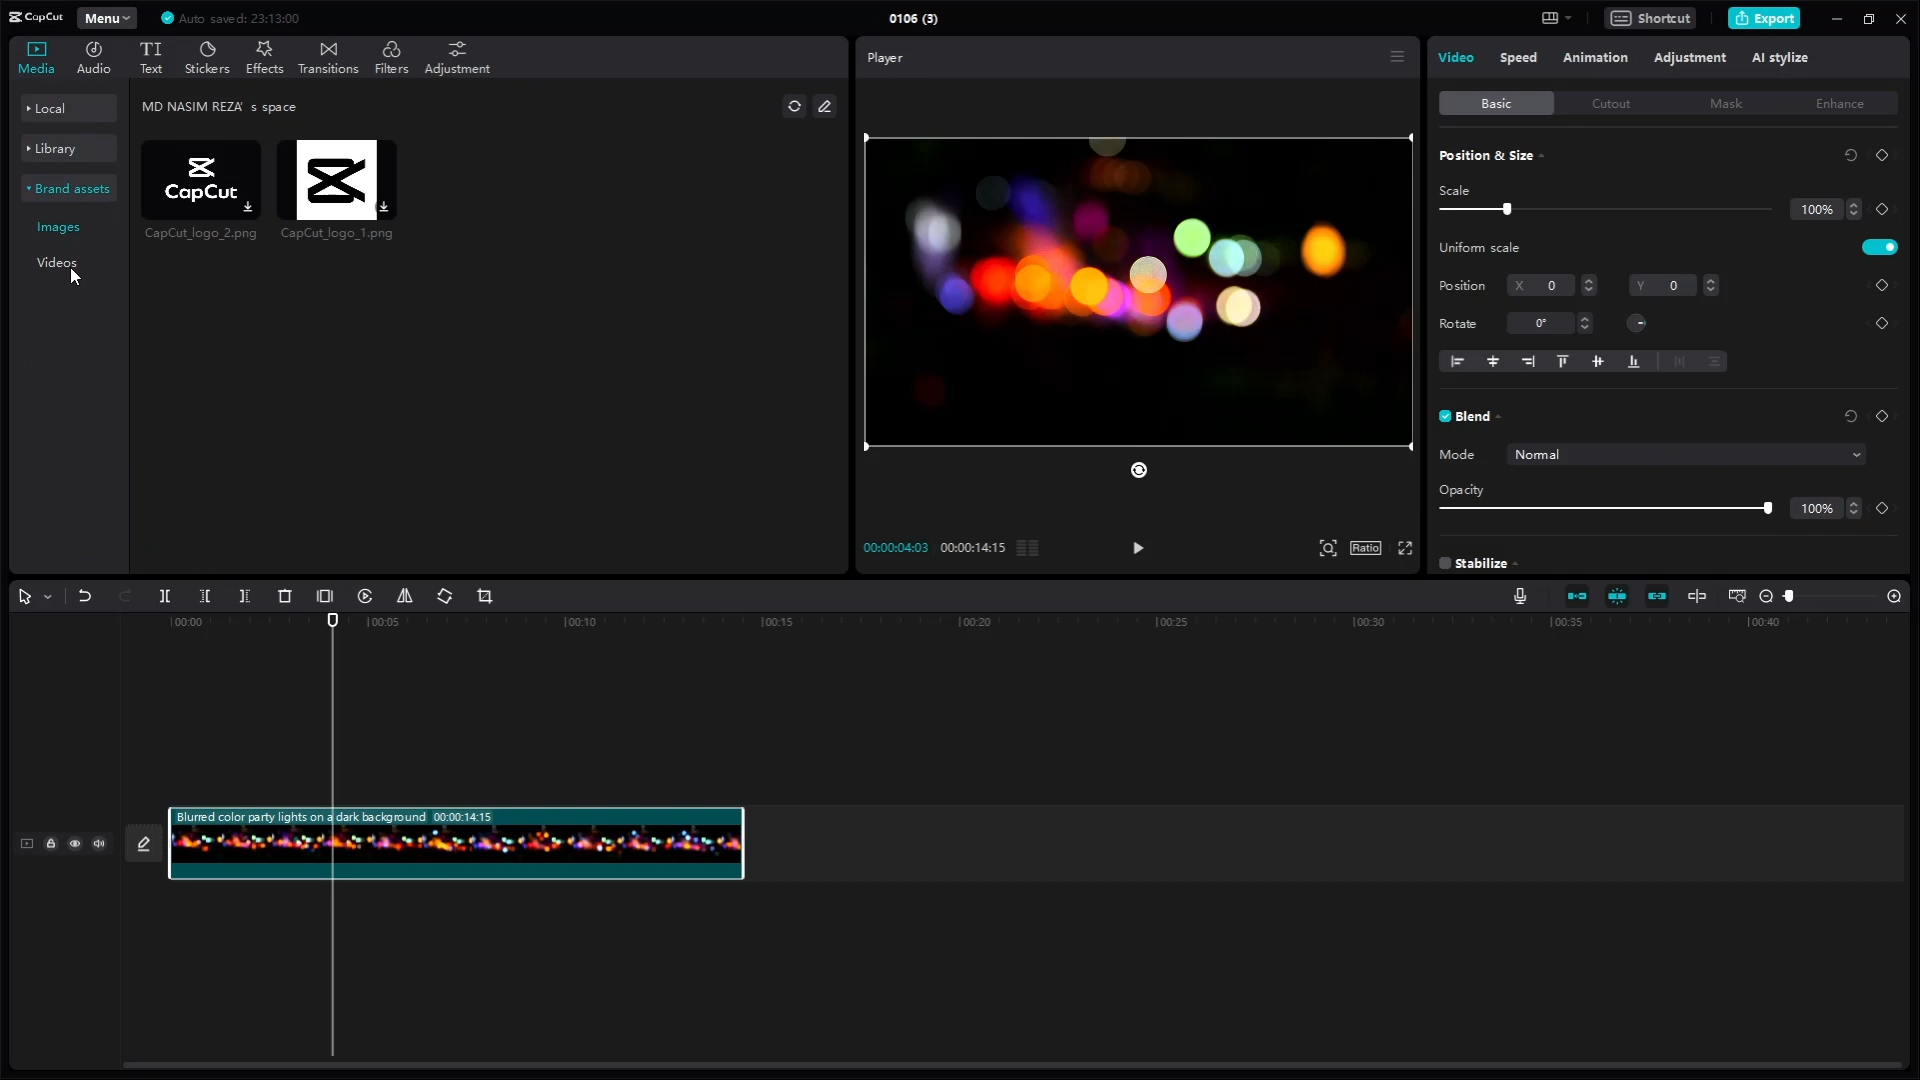 CapCut
Menu
Auto saved: 23:13:00
0106 (3)
Shortcut
Export
Media
Audio
TI
Text
Stickers
Effects
Transitions
Filters
Adjustment
Player
Video
Speed
Animation
Adjustment
AI stylize
Local
Library
Brand assets
Images
Videos
MD NASIM REZA' s space
CapCut
CapCut_logo_2.png
CapCut_logo_1.png
Basic
Cutout
Mask
Enhance
Position & Size
Scale
100%
Uniform scale
Position
X 0
Y 0
Rotate
0°
Blend
Mode
Normal
Opacity
100%
Stabilize
00:00:04:03
00:00:14:15
Ratio
00:00
00:05
00:10
00:15
00:20
00:25
00:30
00:35
00:40
Blurred color party lights on a dark background 00:00:14:15